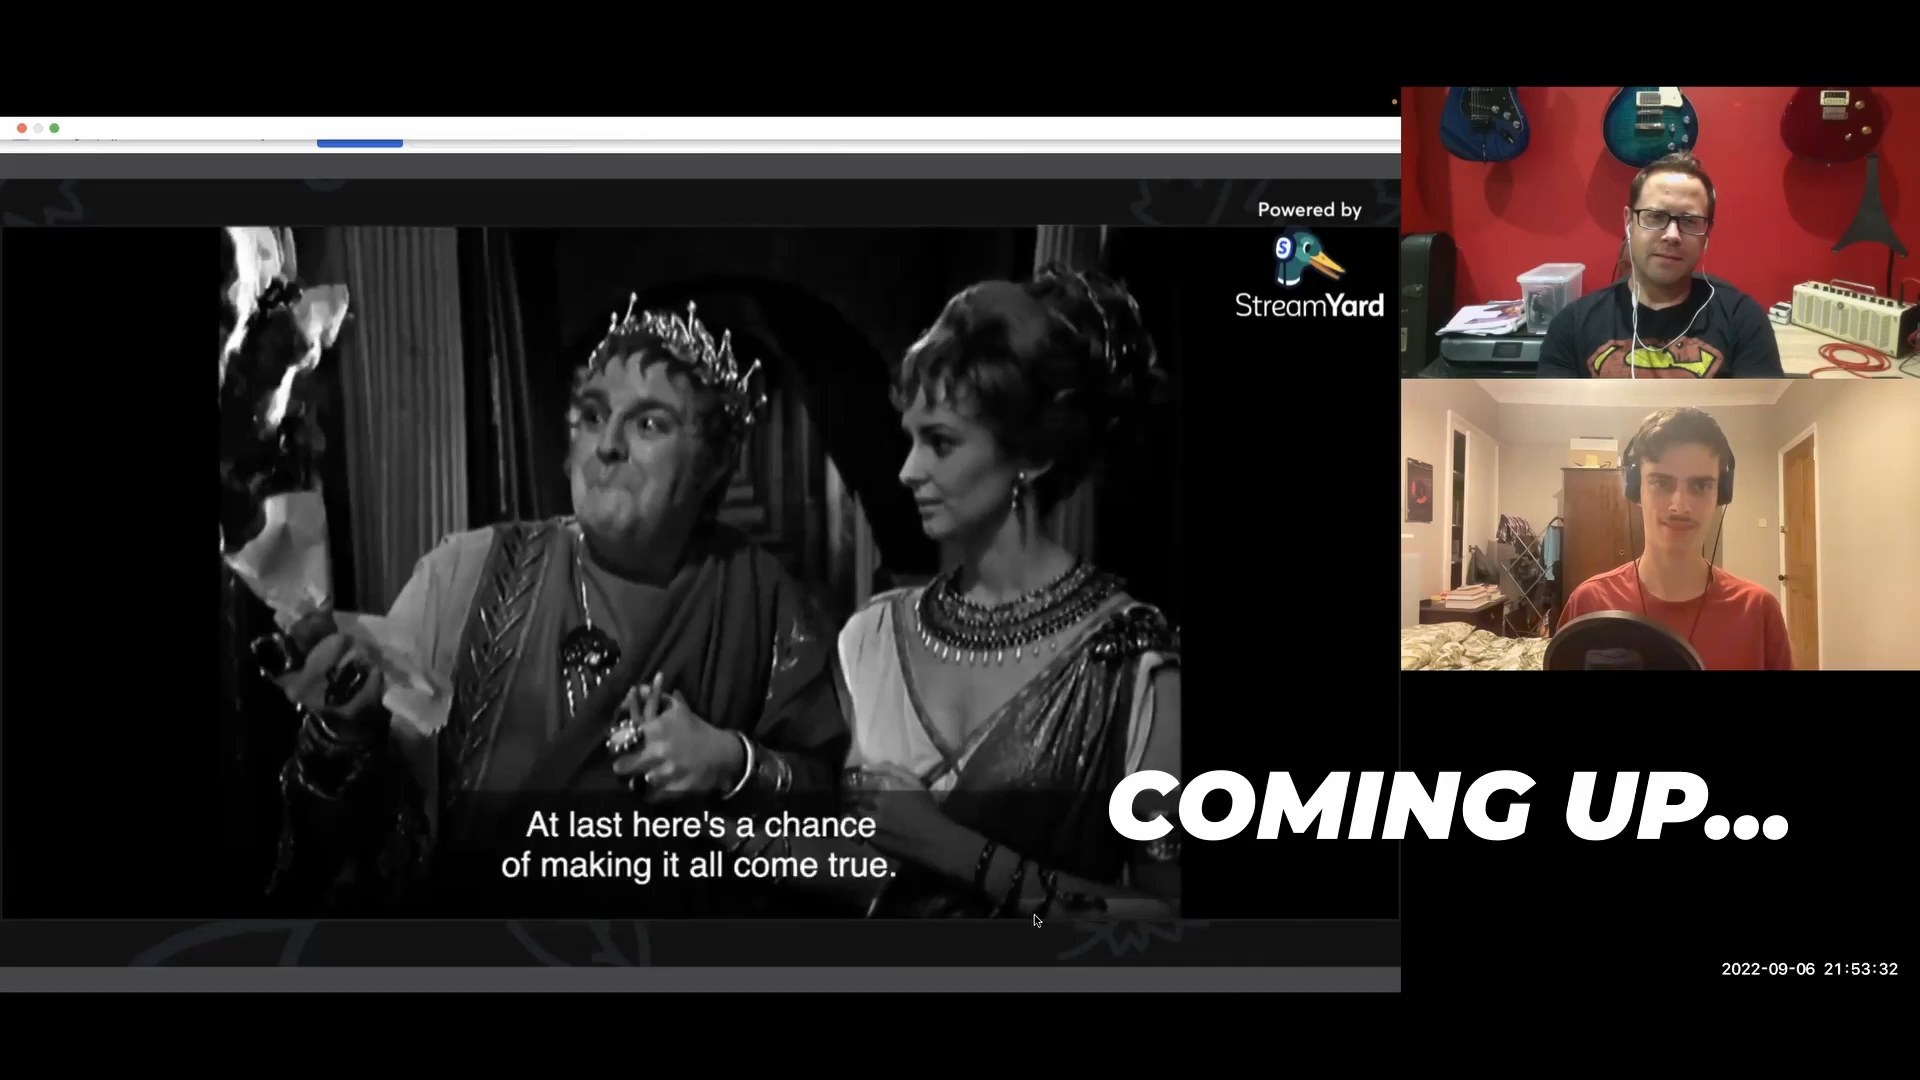 Powered by
S
StreamYard
At last here's a chance
of making it all come true.
COMING UP...
2022-09-06 21:53:32